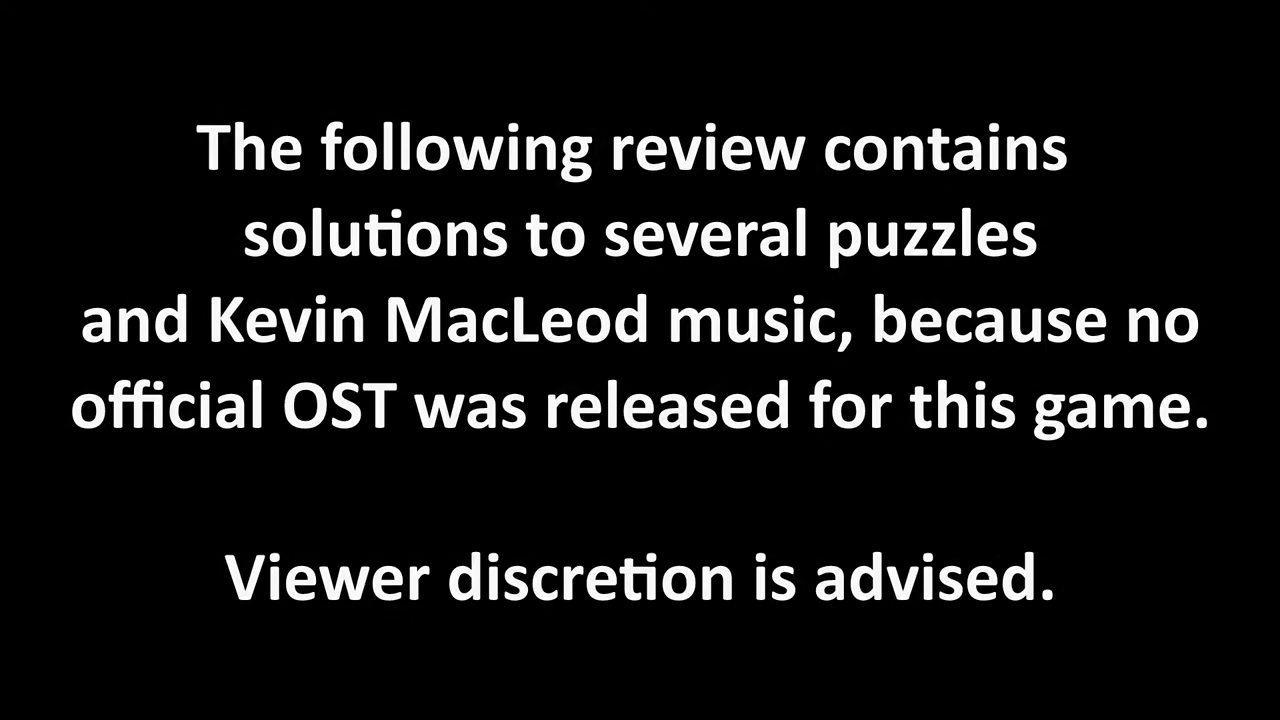 The following review contains
solutions to several puzzles
and Kevin MacLeod music, because no
official OST was released for this game.
Viewer discretion is advised.